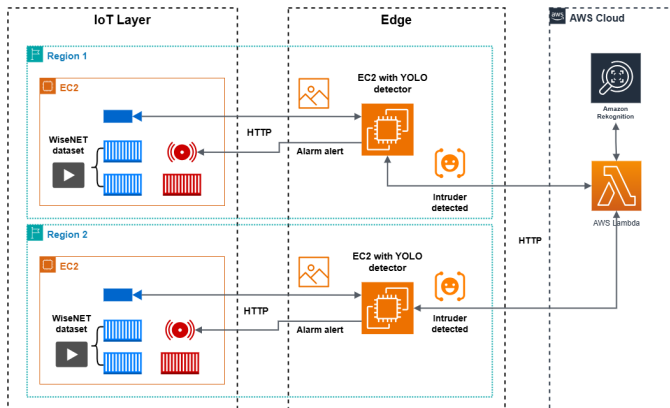 IoT Layer
Edge
aws
AWS Cloud
Region 1
EC2
WiseNET
dataset
HTTP
EC2 with YOLO
detector
Alarm alert
Intruder
detected
Amazon
Rekognition
AWS Lambda
HTTP
Region 2
EC2
WiseNET
dataset
HTTP
EC2 with YOLO
detector
Alarm alert
Intruder
detected